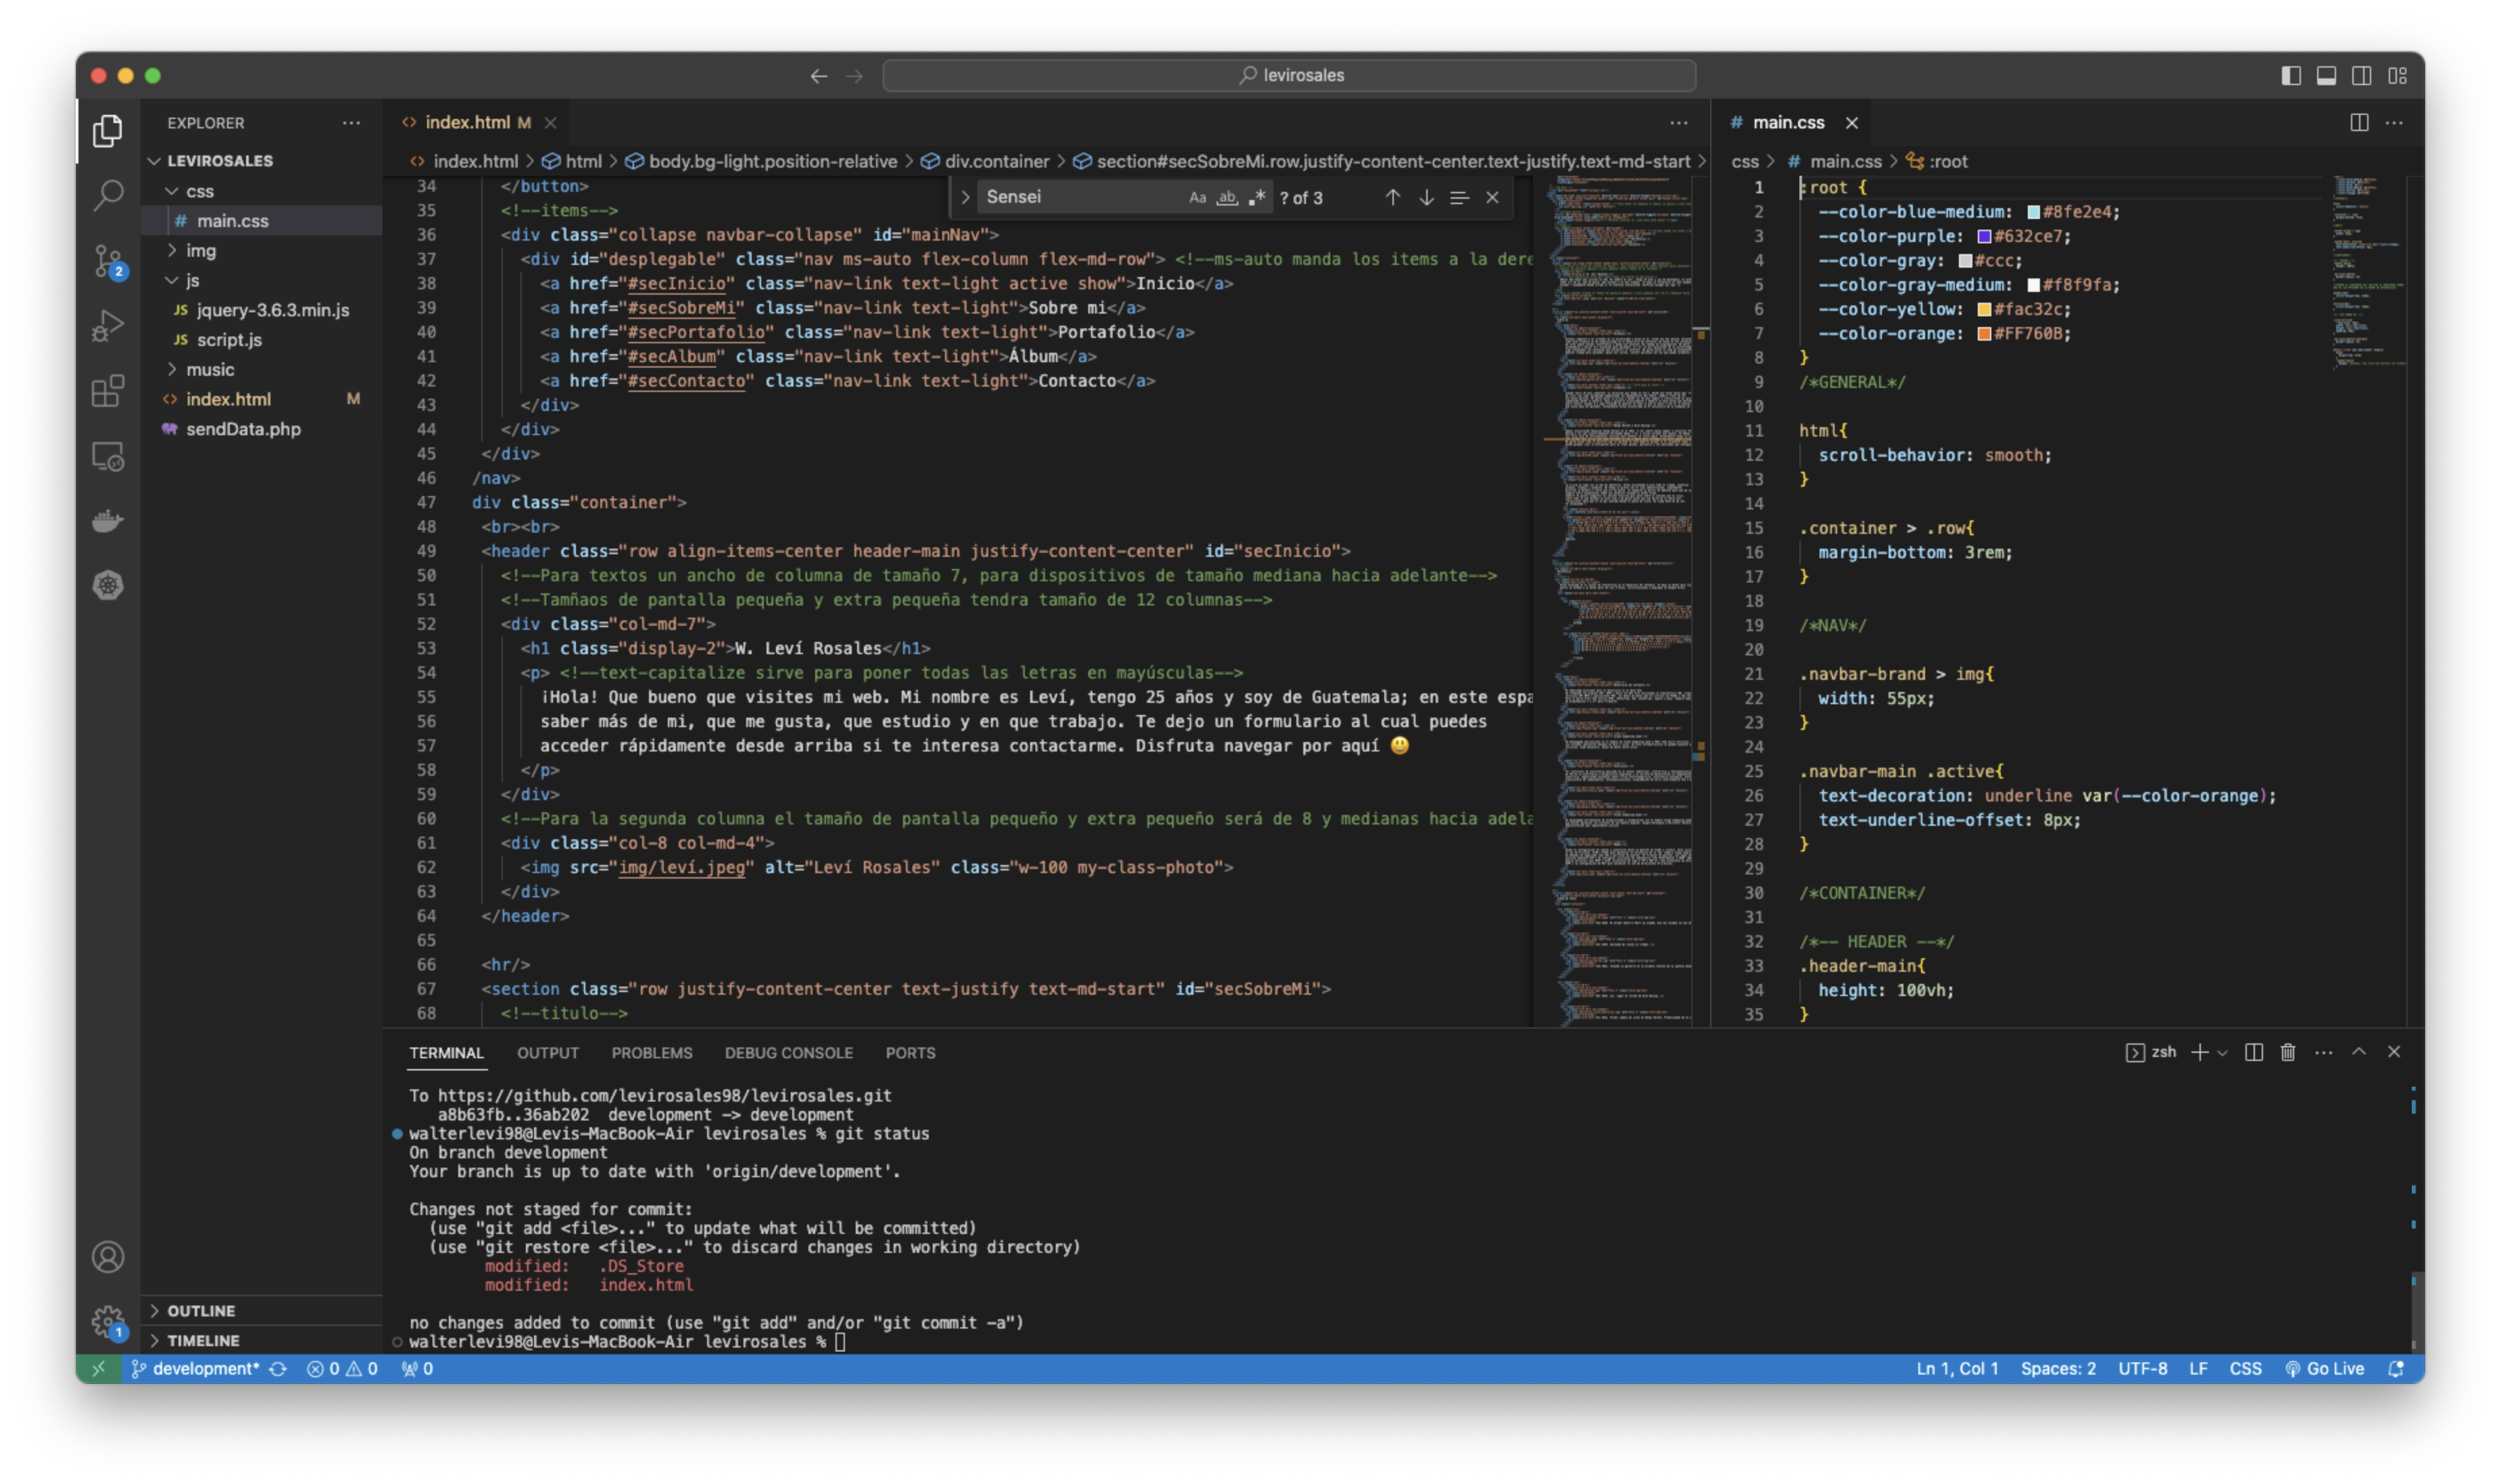 levirosales
EXPLORER
LEVIROSALES
css
# main.css
img
js
JS jquery-3.6.3.min.js
JS script.js
music
<> index.html M
sendData.php
OUTLINE
TIMELINE
2
1
<> index.html M
<> index.html > html > body.bg-light.position-relative > div.container > section#secSobreMi.row.justify-content-center.text-justify.text-md-start >
Sensei Aa ab .* ? of 3
34 </button>
35 <!--items-->
36 <div class="collapse navbar-collapse" id="mainNav">
37 <div id="desplegable" class="nav ms-auto flex-column flex-md-row"> <!--ms-auto manda los items a la dere
38 <a href="#secInicio" class="nav-link text-light active show">Inicio</a>
39 <a href="#secSobreMi" class="nav-link text-light">Sobre mi</a>
40 <a href="#secPortafolio" class="nav-link text-light">Portafolio</a>
41 <a href="#secAlbum" class="nav-link text-light">Álbum</a>
42 <a href="#secContacto" class="nav-link text-light">Contacto</a>
43 </div>
44 </div>
45 </div>
46 /nav>
47 div class="container">
48 <br><br>
49 <header class="row align-items-center header-main justify-content-center" id="secInicio">
50 <!--Para textos un ancho de columna de tamaño 7, para dispositivos de tamaño mediana hacia adelante-->
51 <!--Tamñaos de pantalla pequeña y extra pequeña tendra tamaño de 12 columnas-->
52 <div class="col-md-7">
53 <h1 class="display-2">W. Leví Rosales</h1>
54 <p> <!--text-capitalize sirve para poner todas las letras en mayúsculas-->
55 ¡Hola! Que bueno que visites mi web. Mi nombre es Leví, tengo 25 años y soy de Guatemala; en este espa
56 saber más de mi, que me gusta, que estudio y en que trabajo. Te dejo un formulario al cual puedes
57 acceder rápidamente desde arriba si te interesa contactarme. Disfruta navegar por aquí 😃
58 </p>
59 </div>
60 <!--Para la segunda columna el tamaño de pantalla pequeño y extra pequeño será de 8 y medianas hacia adela
61 <div class="col-8 col-md-4">
62 <img src="img/leví.jpeg" alt="Leví Rosales" class="w-100 my-class-photo">
63 </div>
64 </header>
65
66 <hr/>
67 <section class="row justify-content-center text-justify text-md-start" id="secSobreMi">
68 <!--titulo-->
# main.css
css > # main.css > :root
1 :root {
2 --color-blue-medium: #8fe2e4;
3 --color-purple: #632ce7;
4 --color-gray: #ccc;
5 --color-gray-medium: #f8f9fa;
6 --color-yellow: #fac32c;
7 --color-orange: #FF760B;
8 }
9 /*GENERAL*/
10
11 html{
12 scroll-behavior: smooth;
13 }
14
15 .container > .row{
16 margin-bottom: 3rem;
17 }
18
19 /*NAV*/
20
21 .navbar-brand > img{
22 width: 55px;
23 }
24
25 .navbar-main .active{
26 text-decoration: underline var(--color-orange);
27 text-underline-offset: 8px;
28 }
29
30 /*CONTAINER*/
31
32 /*-- HEADER --*/
33 .header-main{
34 height: 100vh;
35 }
TERMINAL OUTPUT PROBLEMS DEBUG CONSOLE PORTS
zsh
To https://github.com/levirosales98/levirosales.git
a8b63fb..36ab202 development -> development
walterlevi98@Levis-MacBook-Air levirosales % git status
On branch development
Your branch is up to date with 'origin/development'.
Changes not staged for commit:
(use "git add <file>..." to update what will be committed)
(use "git restore <file>..." to discard changes in working directory)
modified: .DS_Store
modified: index.html
no changes added to commit (use "git add" and/or "git commit -a")
walterlevi98@Levis-MacBook-Air levirosales %
development* 0 0 0
Ln 1, Col 1 Spaces: 2 UTF-8 LF CSS Go Live